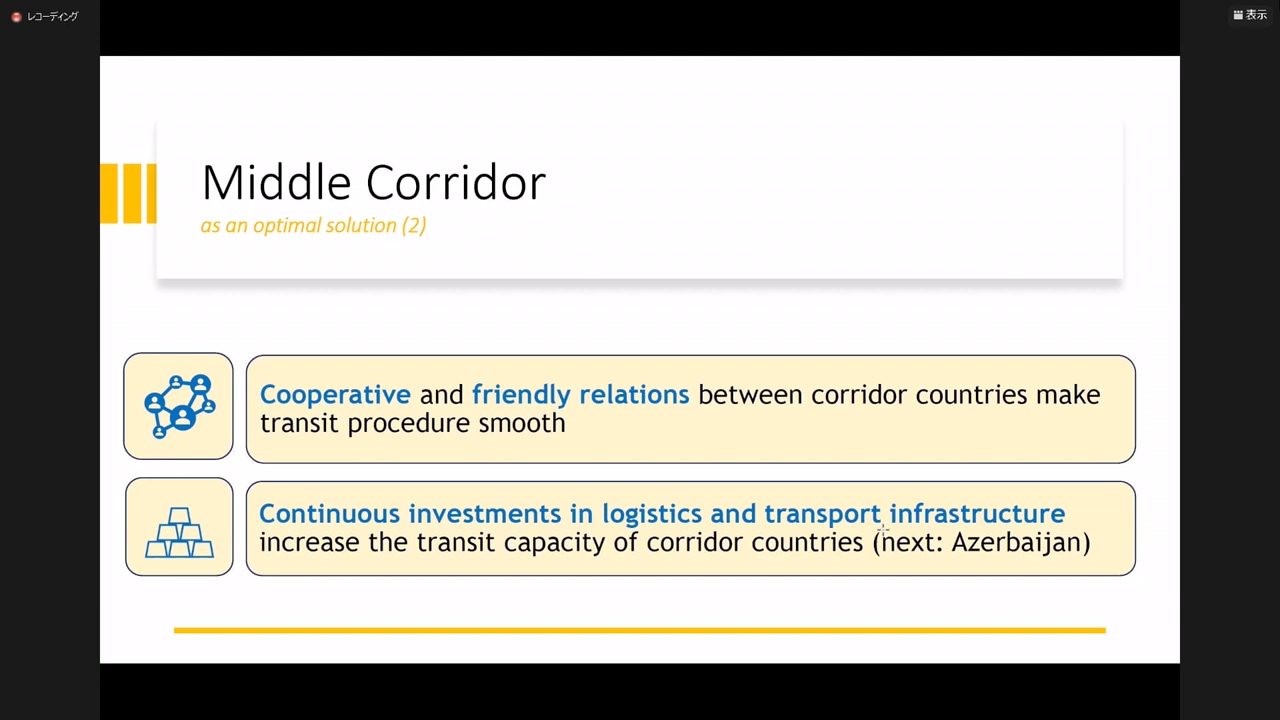 レコーディング
表示
Middle Corridor
as an optimal solution (2)
Cooperative and friendly relations between corridor countries make
transit procedure smooth
Continuous investments in logistics and transport infrastructure
increase the transit capacity of corridor countries (next: Azerbaijan)